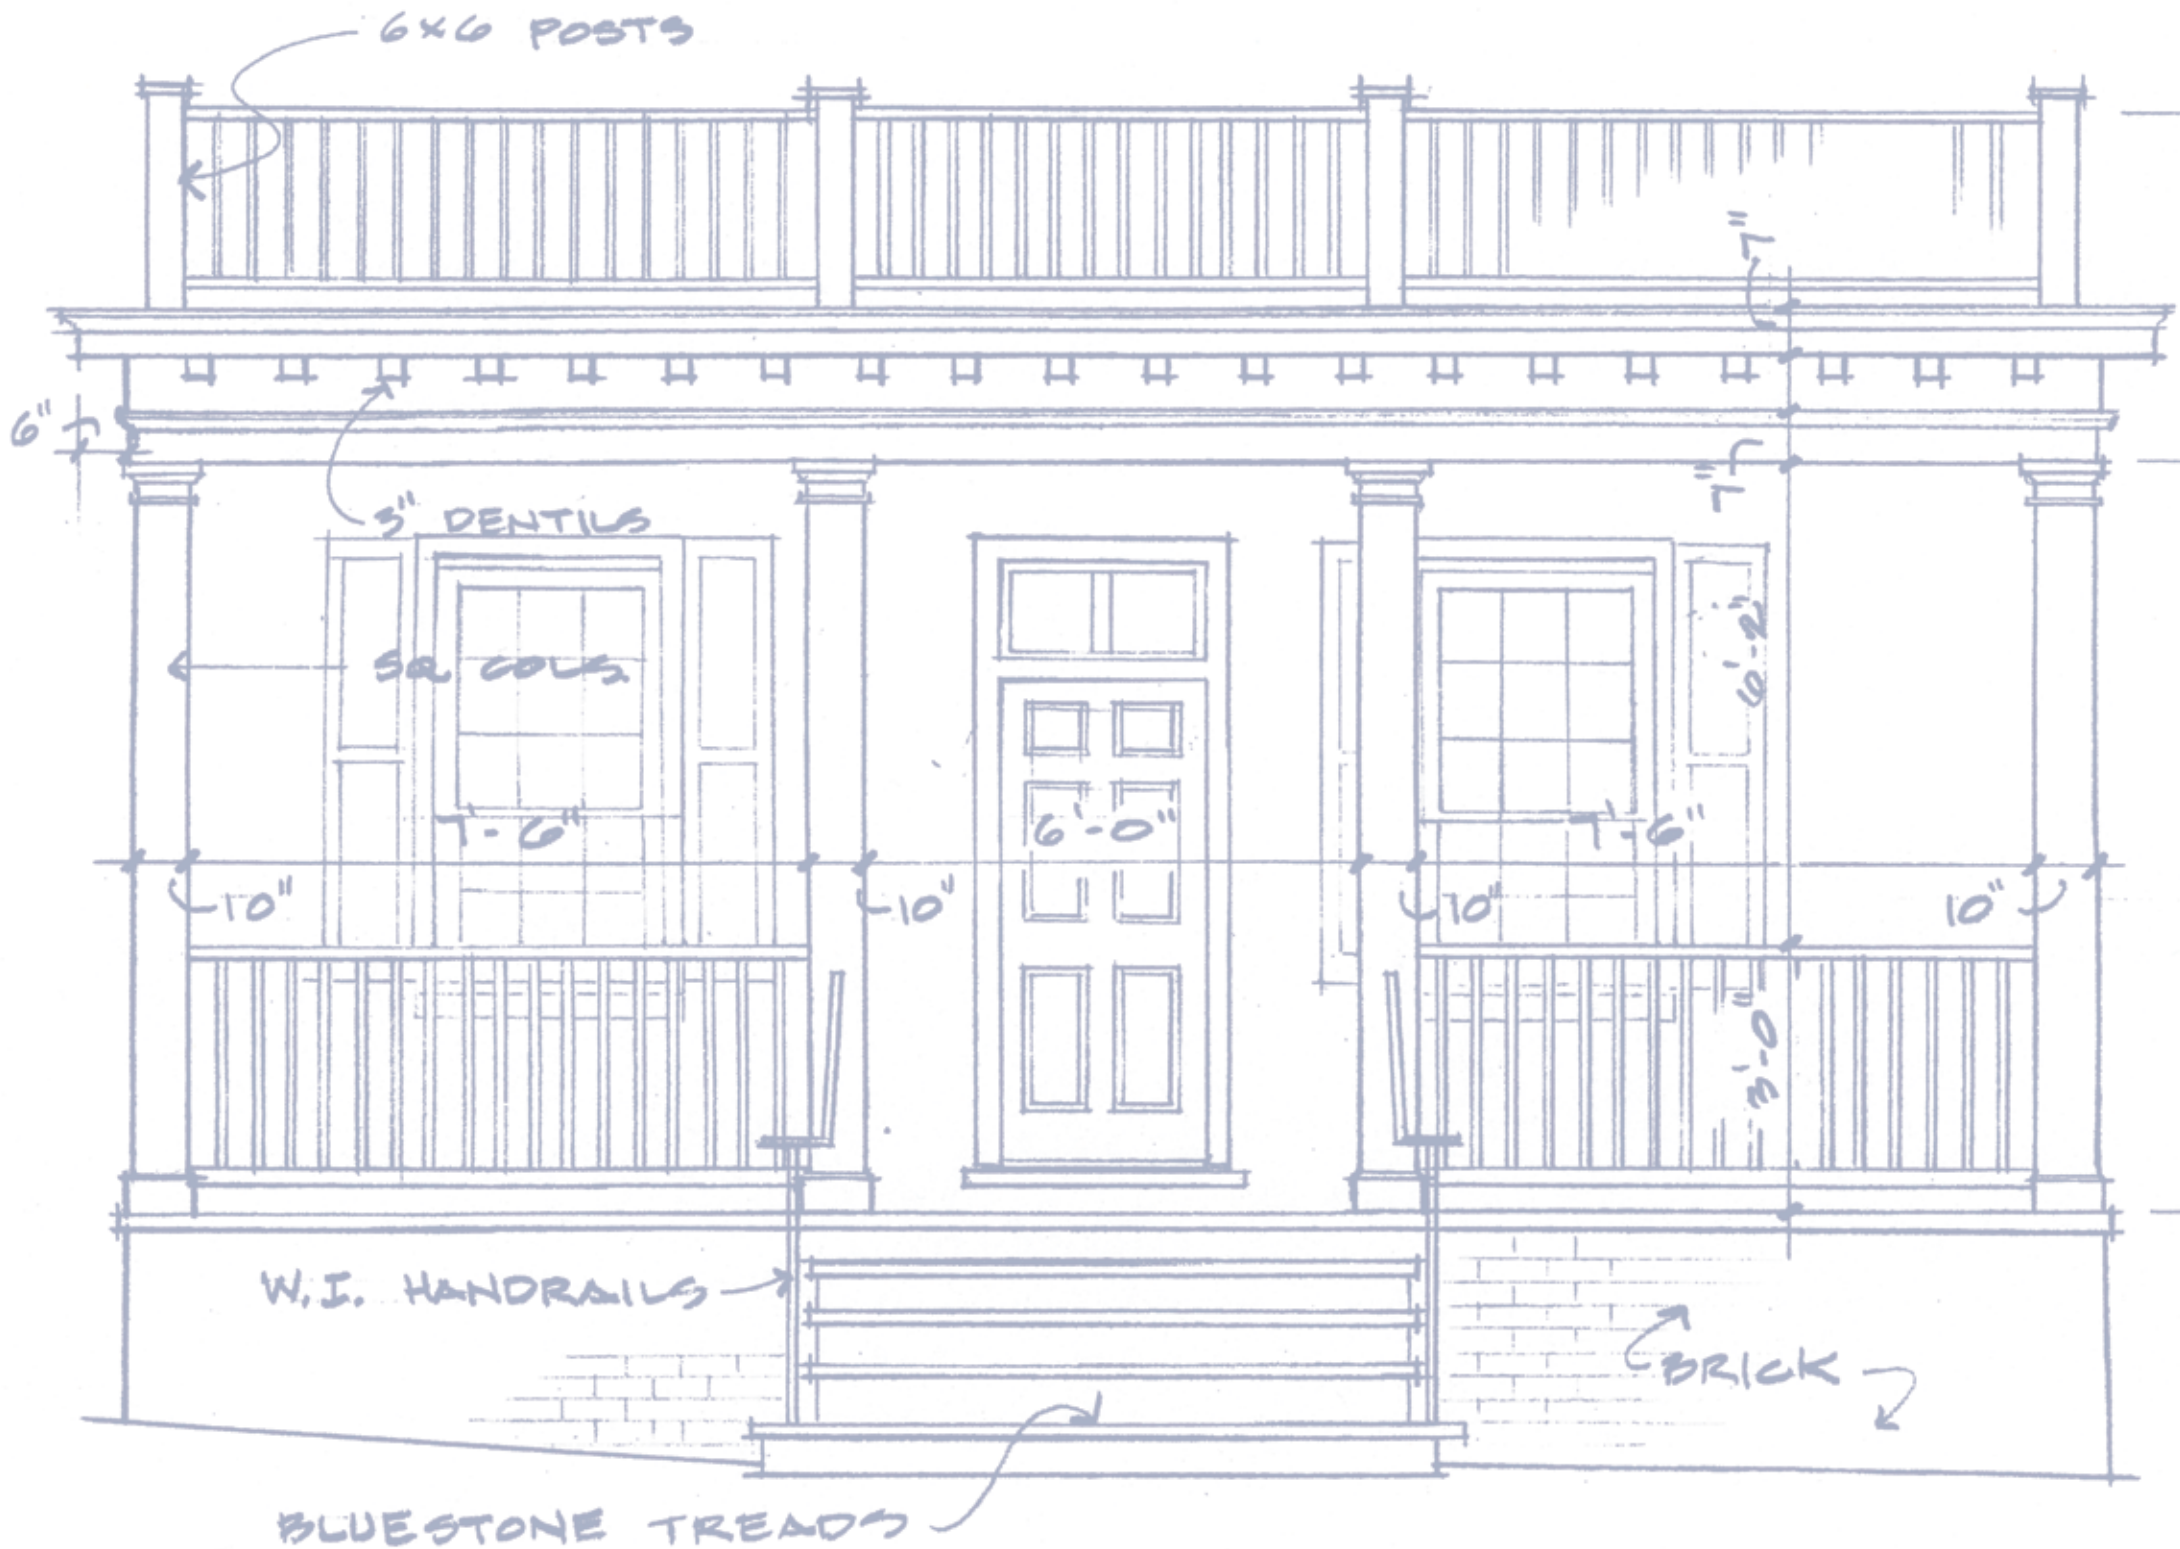 6x6 POSTS
7"
6"
7"
3" DENTILS
SQ COLS.
6'-2"
7'-6"
6'-0"
7'-6"
10"
10"
10"
10"
3'-0"
W.I. HANDRAILS
BRICK
BLUESTONE TREADS